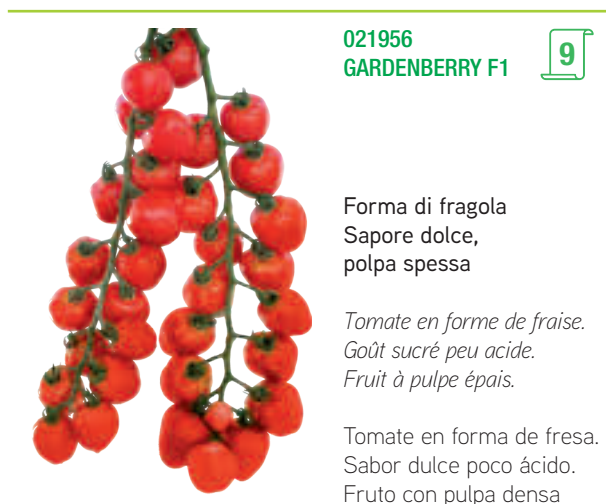 021956
GARDENBERRY F1
9
Forma di fragola
Sapore dolce,
polpa spessa
Tomate en forme de fraise.
Goût sucré peu acide.
Fruit à pulpe épais.
Tomate en forma de fresa.
Sabor dulce poco ácido.
Fruto con pulpa densa